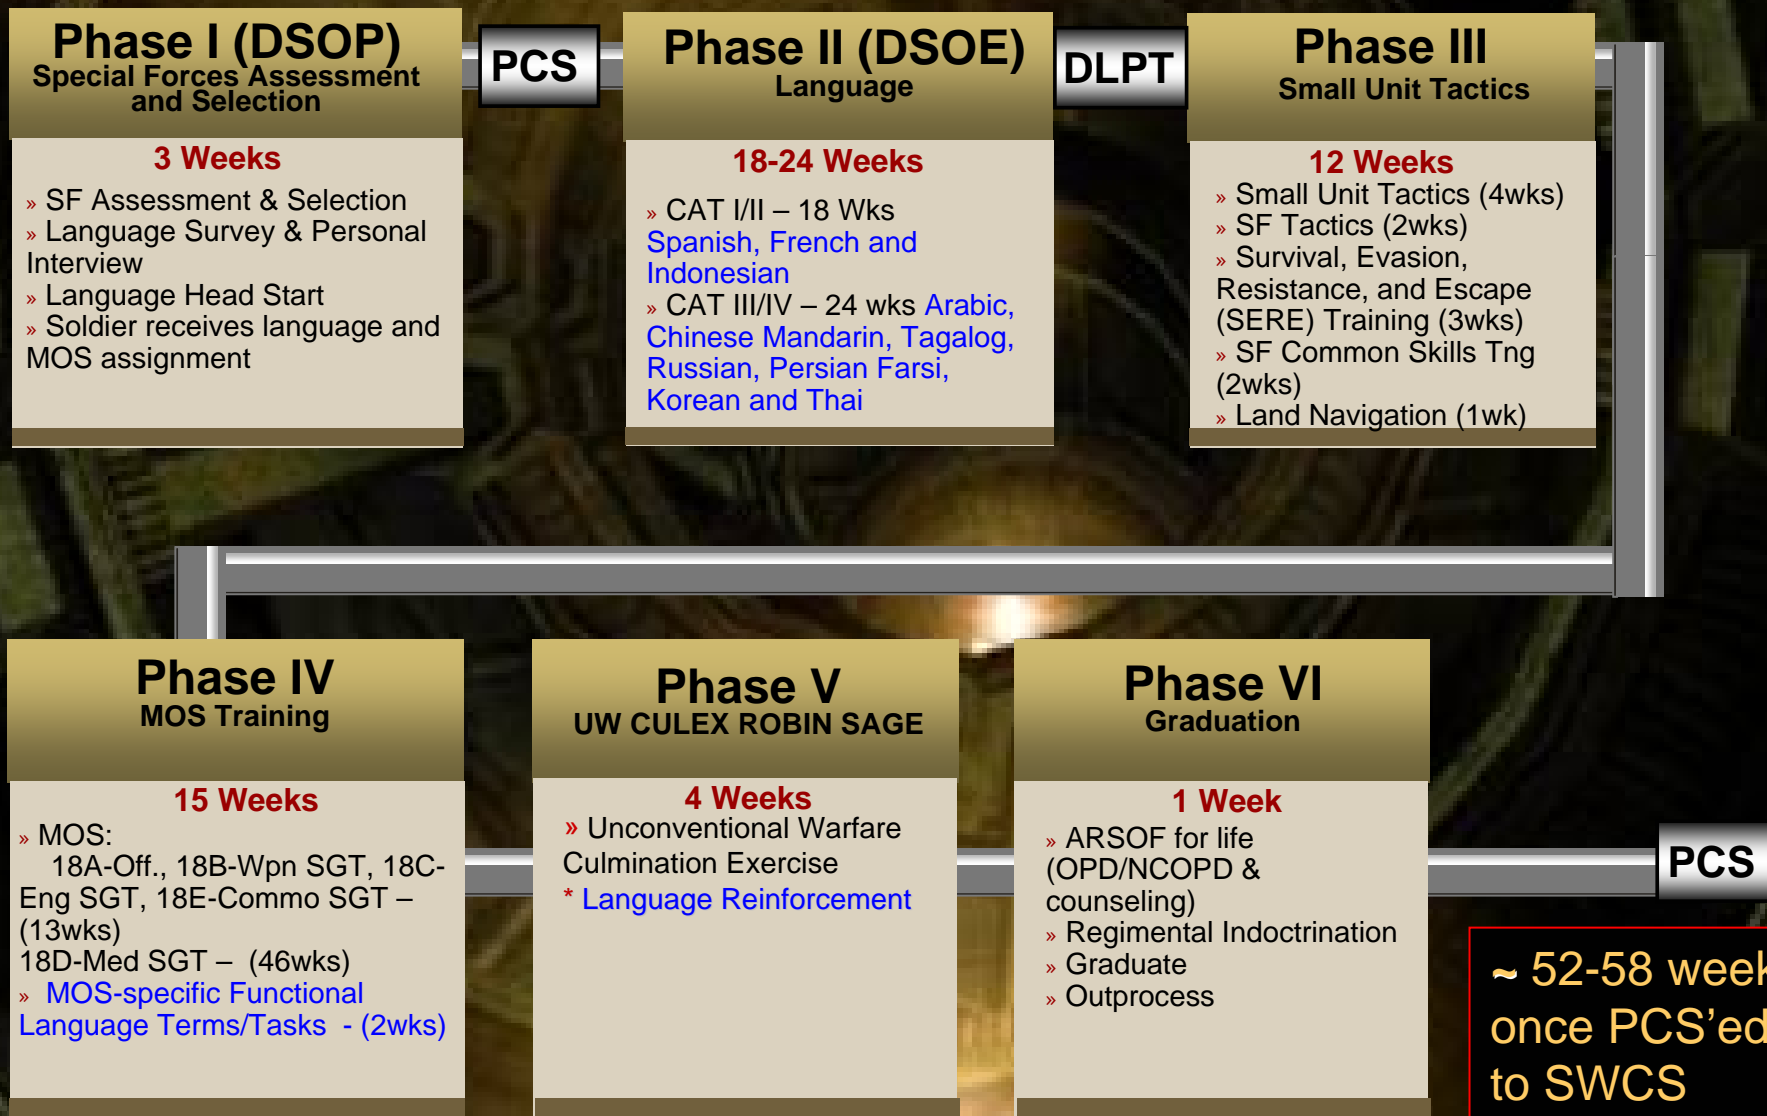 Phase I (DSOP)
Special Forces Assessment
and Selection
3 Weeks
» SF Assessment & Selection
» Language Survey & Personal
Interview
» Language Head Start
» Soldier receives language and
MOS assignment
PCS
Phase II (DSOE)
Language
18-24 Weeks
» CAT I/II – 18 Wks
Spanish, French and
Indonesian
» CAT III/IV – 24 wks Arabic,
Chinese Mandarin, Tagalog,
Russian, Persian Farsi,
Korean and Thai
DLPT
Phase III
Small Unit Tactics
12 Weeks
» Small Unit Tactics (4wks)
» SF Tactics (2wks)
» Survival, Evasion,
Resistance, and Escape
(SERE) Training (3wks)
» SF Common Skills Tng
(2wks)
» Land Navigation (1wk)
Phase IV
MOS Training
15 Weeks
» MOS:
18A-Off., 18B-Wpn SGT, 18C-
Eng SGT, 18E-Commo SGT –
(13wks)
18D-Med SGT – (46wks)
» MOS-specific Functional
Language Terms/Tasks - (2wks)
Phase V
UW CULEX ROBIN SAGE
4 Weeks
» Unconventional Warfare
Culmination Exercise
* Language Reinforcement
Phase VI
Graduation
1 Week
» ARSOF for life
(OPD/NCOPD &
counseling)
» Regimental Indoctrination
» Graduate
» Outprocess
PCS
~ 52-58 week
once PCS’ed
to SWCS